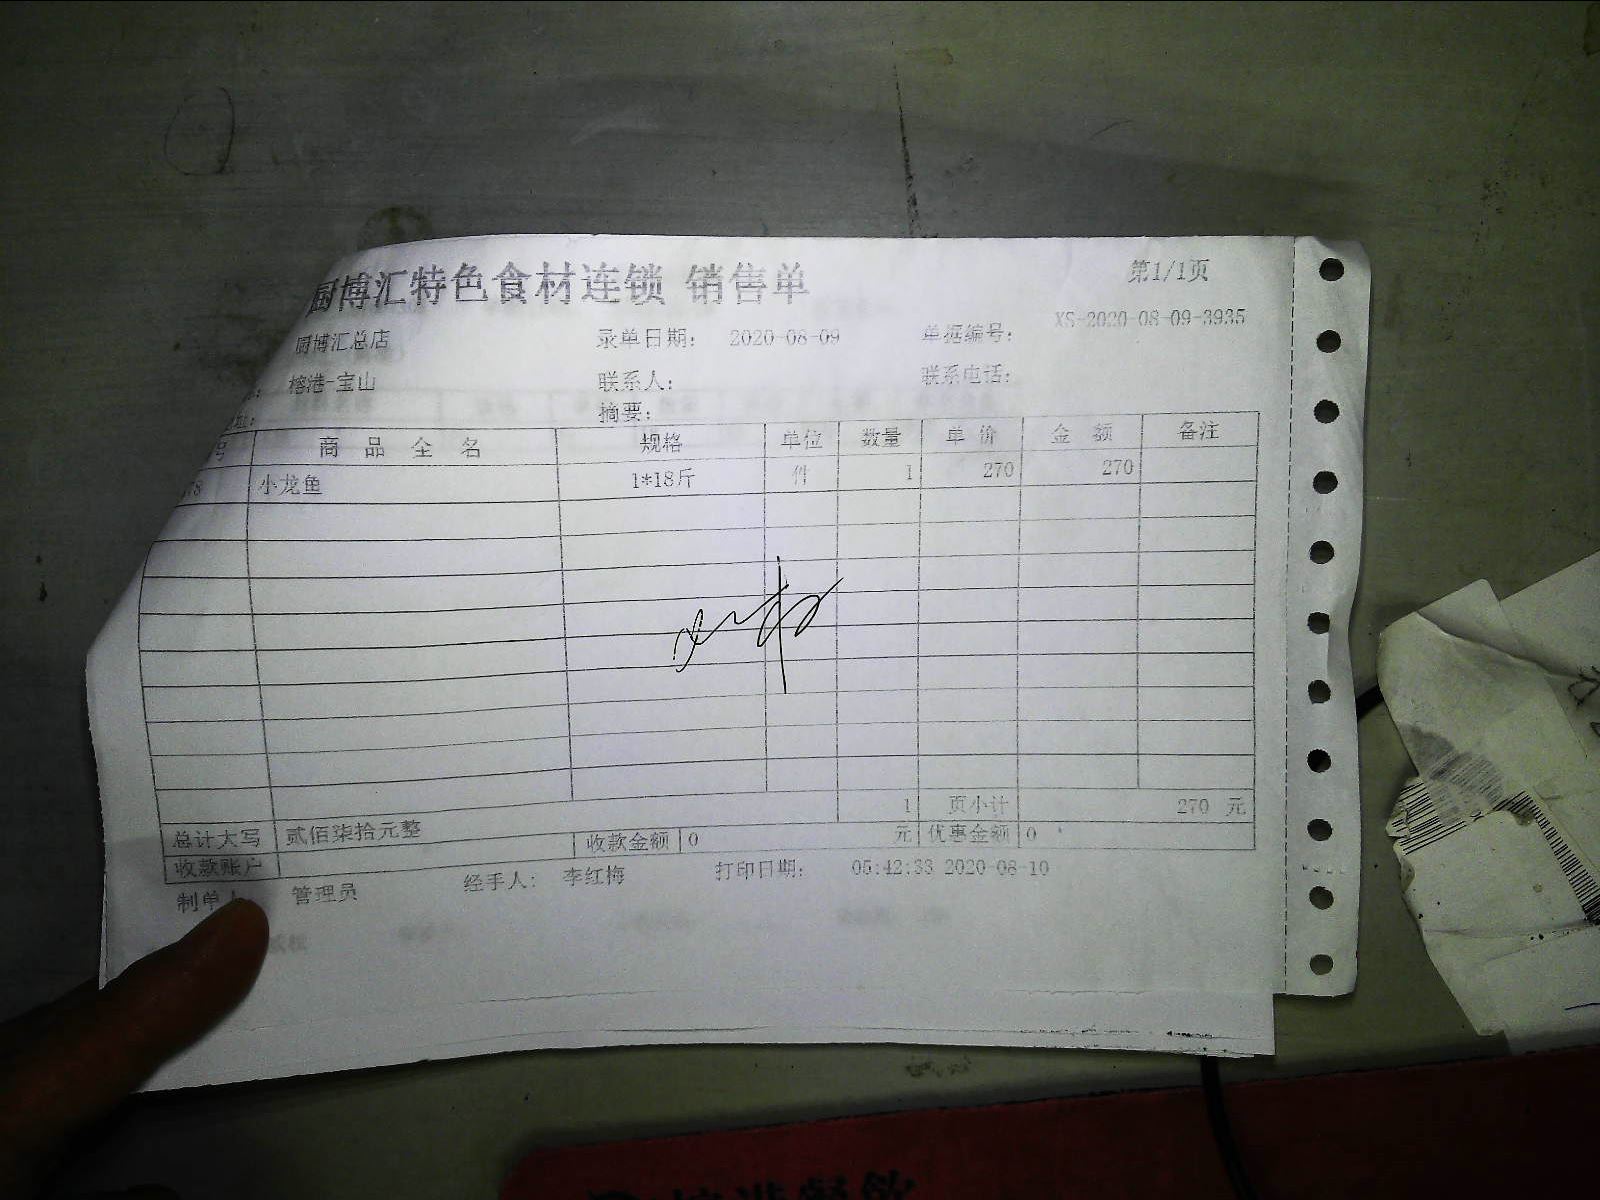 厨博汇特色食材连锁 销售单 第1/1页
厨博汇总店 录单日期： 2020-08-09 单据编号： XS-2020-08-09-3935
榕港-宝山 联系人： 联系电话：
摘要：
号 商品全名 规格 单位 数量 单价 金额 备注
78 小龙鱼 1*18斤 件 1 270 270
1 页小计 270 元
总计大写 贰佰柒拾元整 收款金额 0 元 优惠金额 0
收款账户
制单人 管理员 经手人： 李红梅 打印日期： 05:42:33 2020-08-10